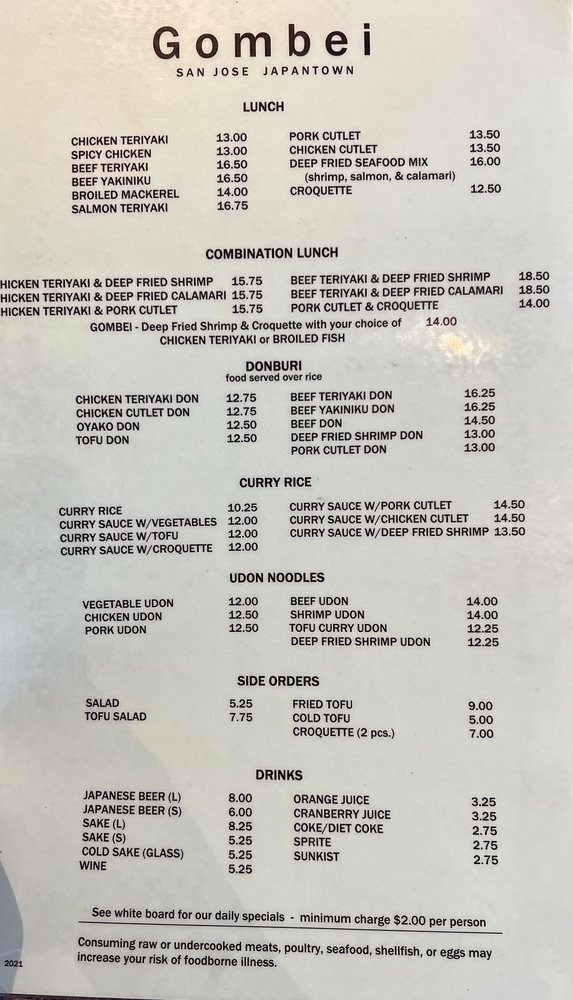 Gombei
SAN JOSE JAPANTOWN
LUNCH
CHICKEN TERIYAKI 13.00
SPICY CHICKEN 13.00
BEEF TERIYAKI 16.50
BEEF YAKINIKU 16.50
BROILED MACKEREL 14.00
SALMON TERIYAKI 16.75
PORK CUTLET 13.50
CHICKEN CUTLET 13.50
DEEP FRIED SEAFOOD MIX 16.00
(shrimp, salmon, & calamari)
CROQUETTE 12.50
COMBINATION LUNCH
HICKEN TERIYAKI & DEEP FRIED SHRIMP 15.75
HICKEN TERIYAKI & DEEP FRIED CALAMARI 15.75
HICKEN TERIYAKI & PORK CUTLET 15.75
BEEF TERIYAKI & DEEP FRIED SHRIMP 18.50
BEEF TERIYAKI & DEEP FRIED CALAMARI 18.50
PORK CUTLET & CROQUETTE 14.00
GOMBEI - Deep Fried Shrimp & Croquette with your choice of 14.00
CHICKEN TERIYAKI or BROILED FISH
DONBURI
food served over rice
CHICKEN TERIYAKI DON 12.75
CHICKEN CUTLET DON 12.75
OYAKO DON 12.50
TOFU DON 12.50
BEEF TERIYAKI DON 16.25
BEEF YAKINIKU DON 16.25
BEEF DON 14.50
DEEP FRIED SHRIMP DON 13.00
PORK CUTLET DON 13.00
CURRY RICE
CURRY RICE 10.25
CURRY SAUCE W/VEGETABLES 12.00
CURRY SAUCE W/TOFU 12.00
CURRY SAUCE W/CROQUETTE 12.00
CURRY SAUCE W/PORK CUTLET 14.50
CURRY SAUCE W/CHICKEN CUTLET 14.50
CURRY SAUCE W/DEEP FRIED SHRIMP 13.50
UDON NOODLES
VEGETABLE UDON 12.00
CHICKEN UDON 12.50
PORK UDON 12.50
BEEF UDON 14.00
SHRIMP UDON 14.00
TOFU CURRY UDON 12.25
DEEP FRIED SHRIMP UDON 12.25
SIDE ORDERS
SALAD 5.25
TOFU SALAD 7.75
FRIED TOFU 9.00
COLD TOFU 5.00
CROQUETTE (2 pcs.) 7.00
DRINKS
JAPANESE BEER (L) 8.00
JAPANESE BEER (S) 6.00
SAKE (L) 8.25
SAKE (S) 5.25
COLD SAKE (GLASS) 5.25
WINE 5.25
ORANGE JUICE 3.25
CRANBERRY JUICE 3.25
COKE/DIET COKE 2.75
SPRITE 2.75
SUNKIST 2.75
See white board for our daily specials - minimum charge $2.00 per person
Consuming raw or undercooked meats, poultry, seafood, shellfish, or eggs may
increase your risk of foodborne illness.
2021